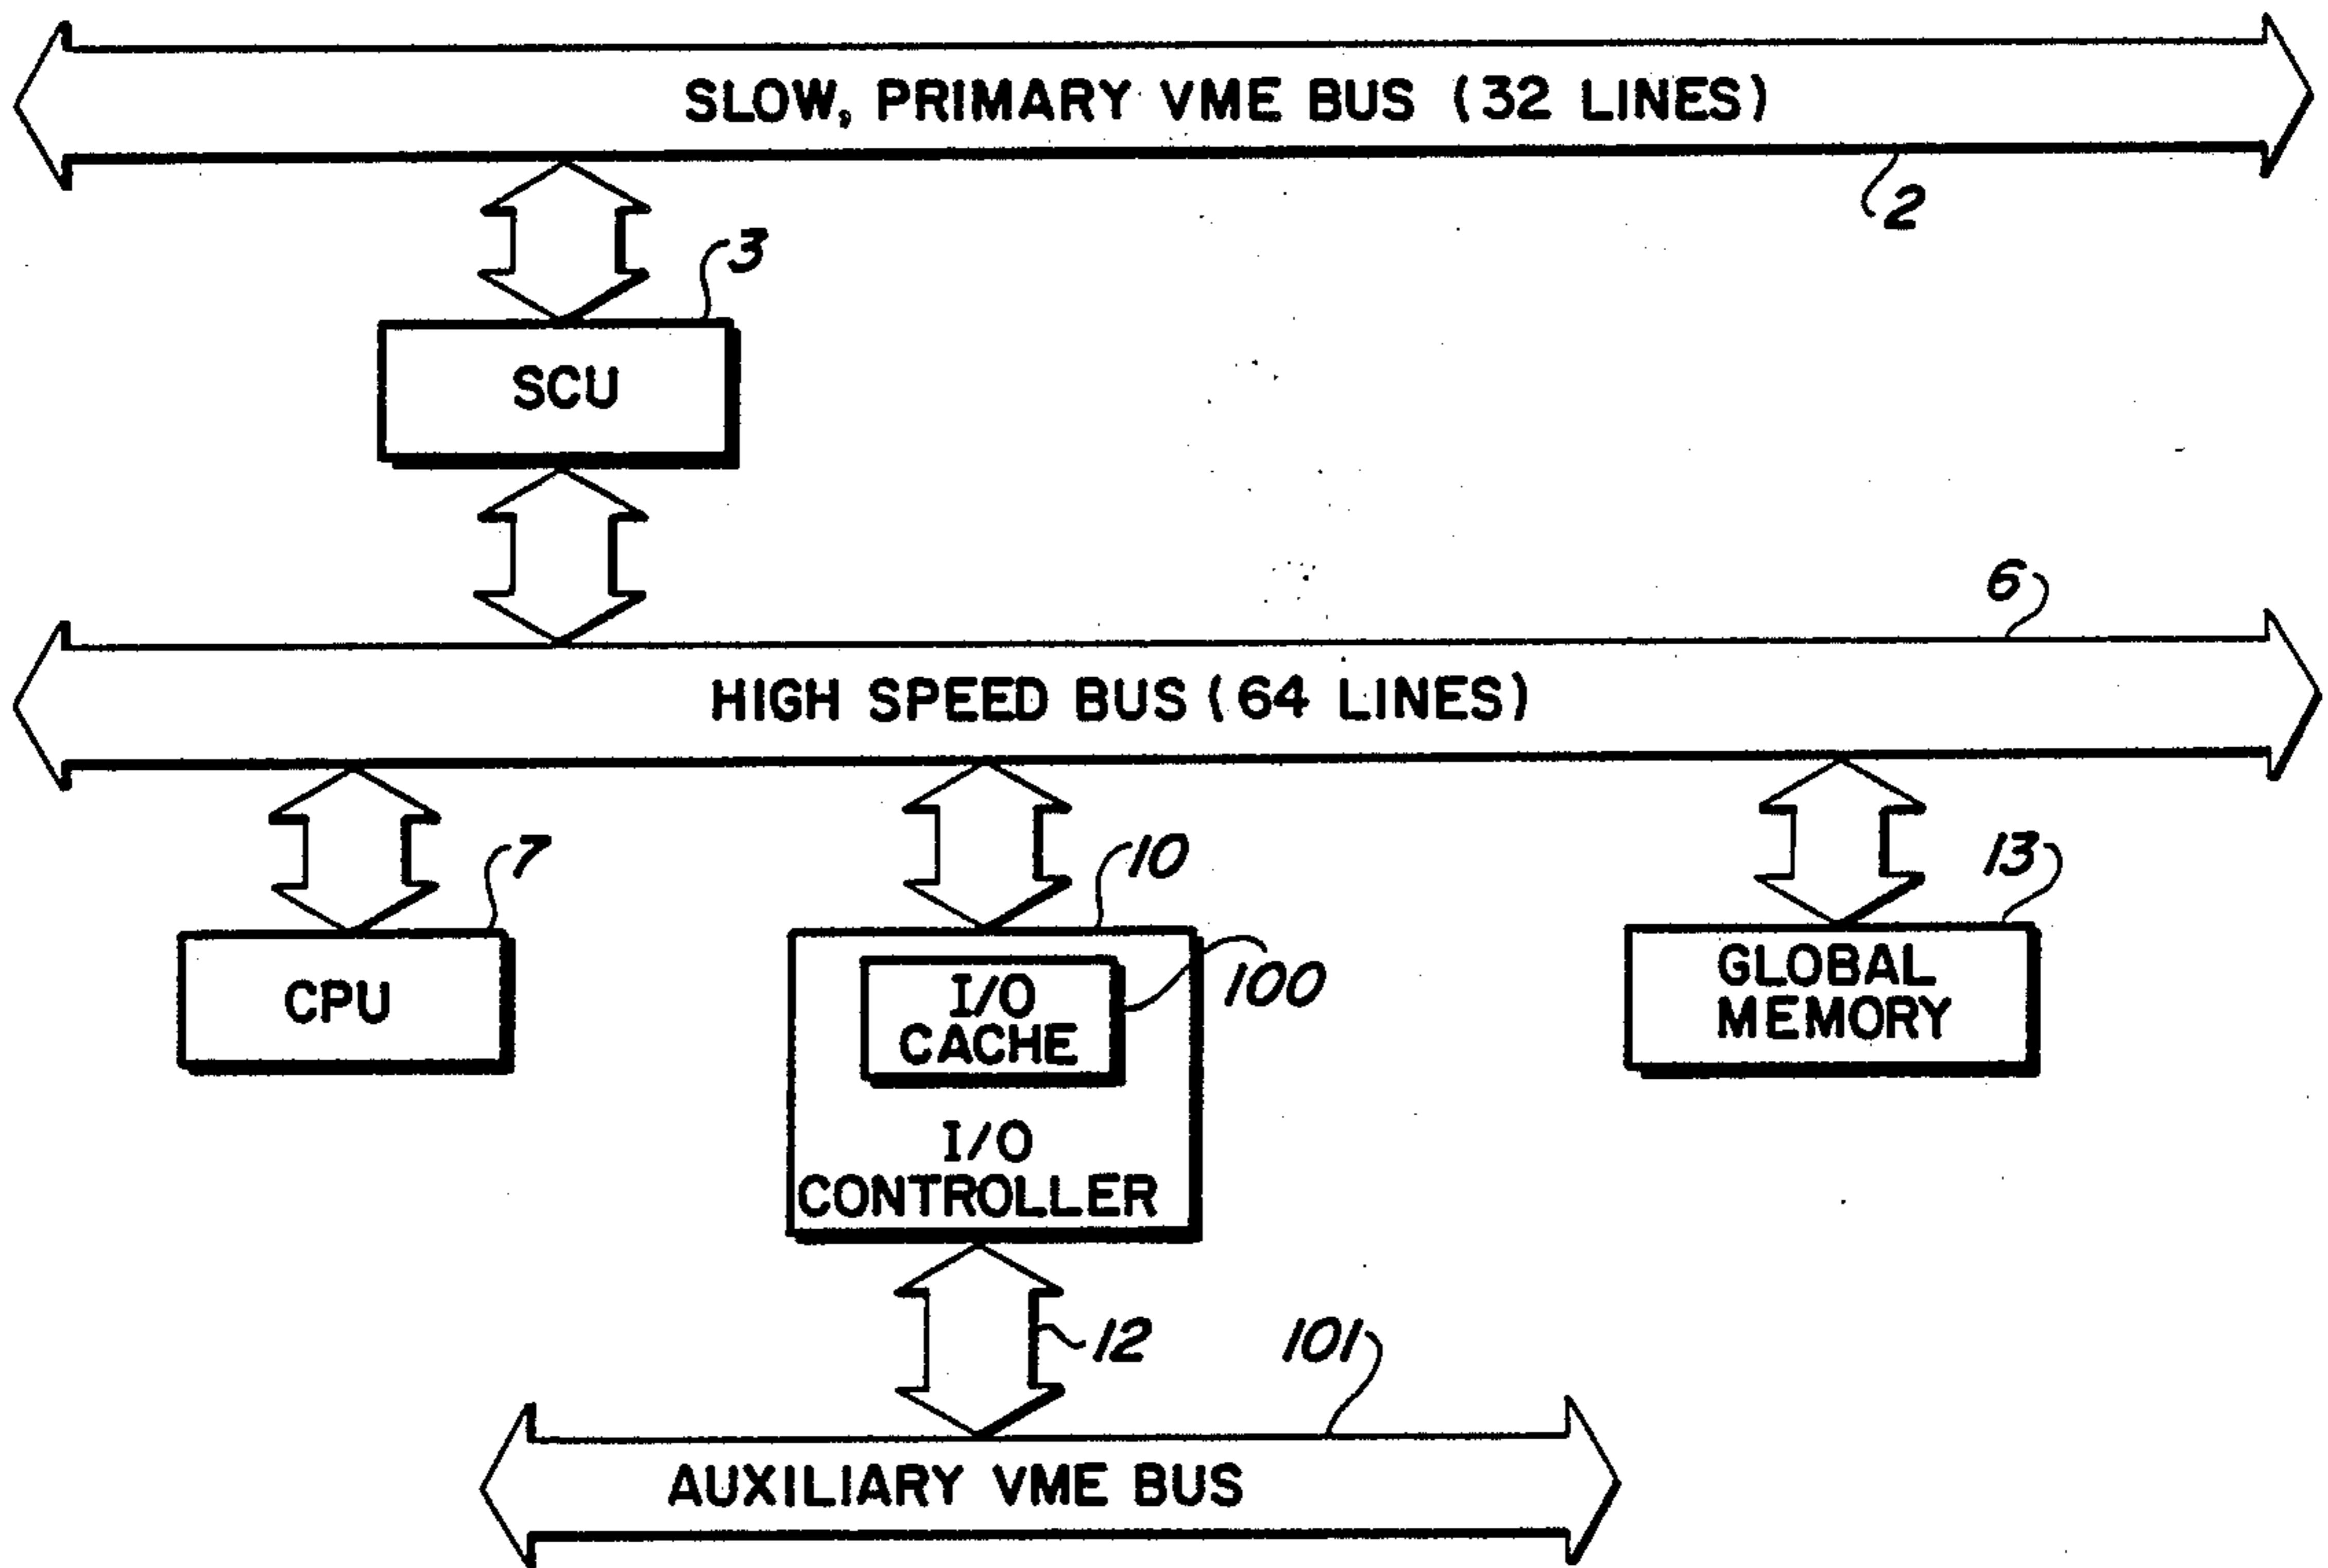 SLOW, PRIMARY VME BUS (32 LINES)
2
3
SCU
6
HIGH SPEED BUS (64 LINES)
7
10
13
CPU
100
I/O
CACHE
GLOBAL
MEMORY
I/O
CONTROLLER
12
101
AUXILIARY VME BUS